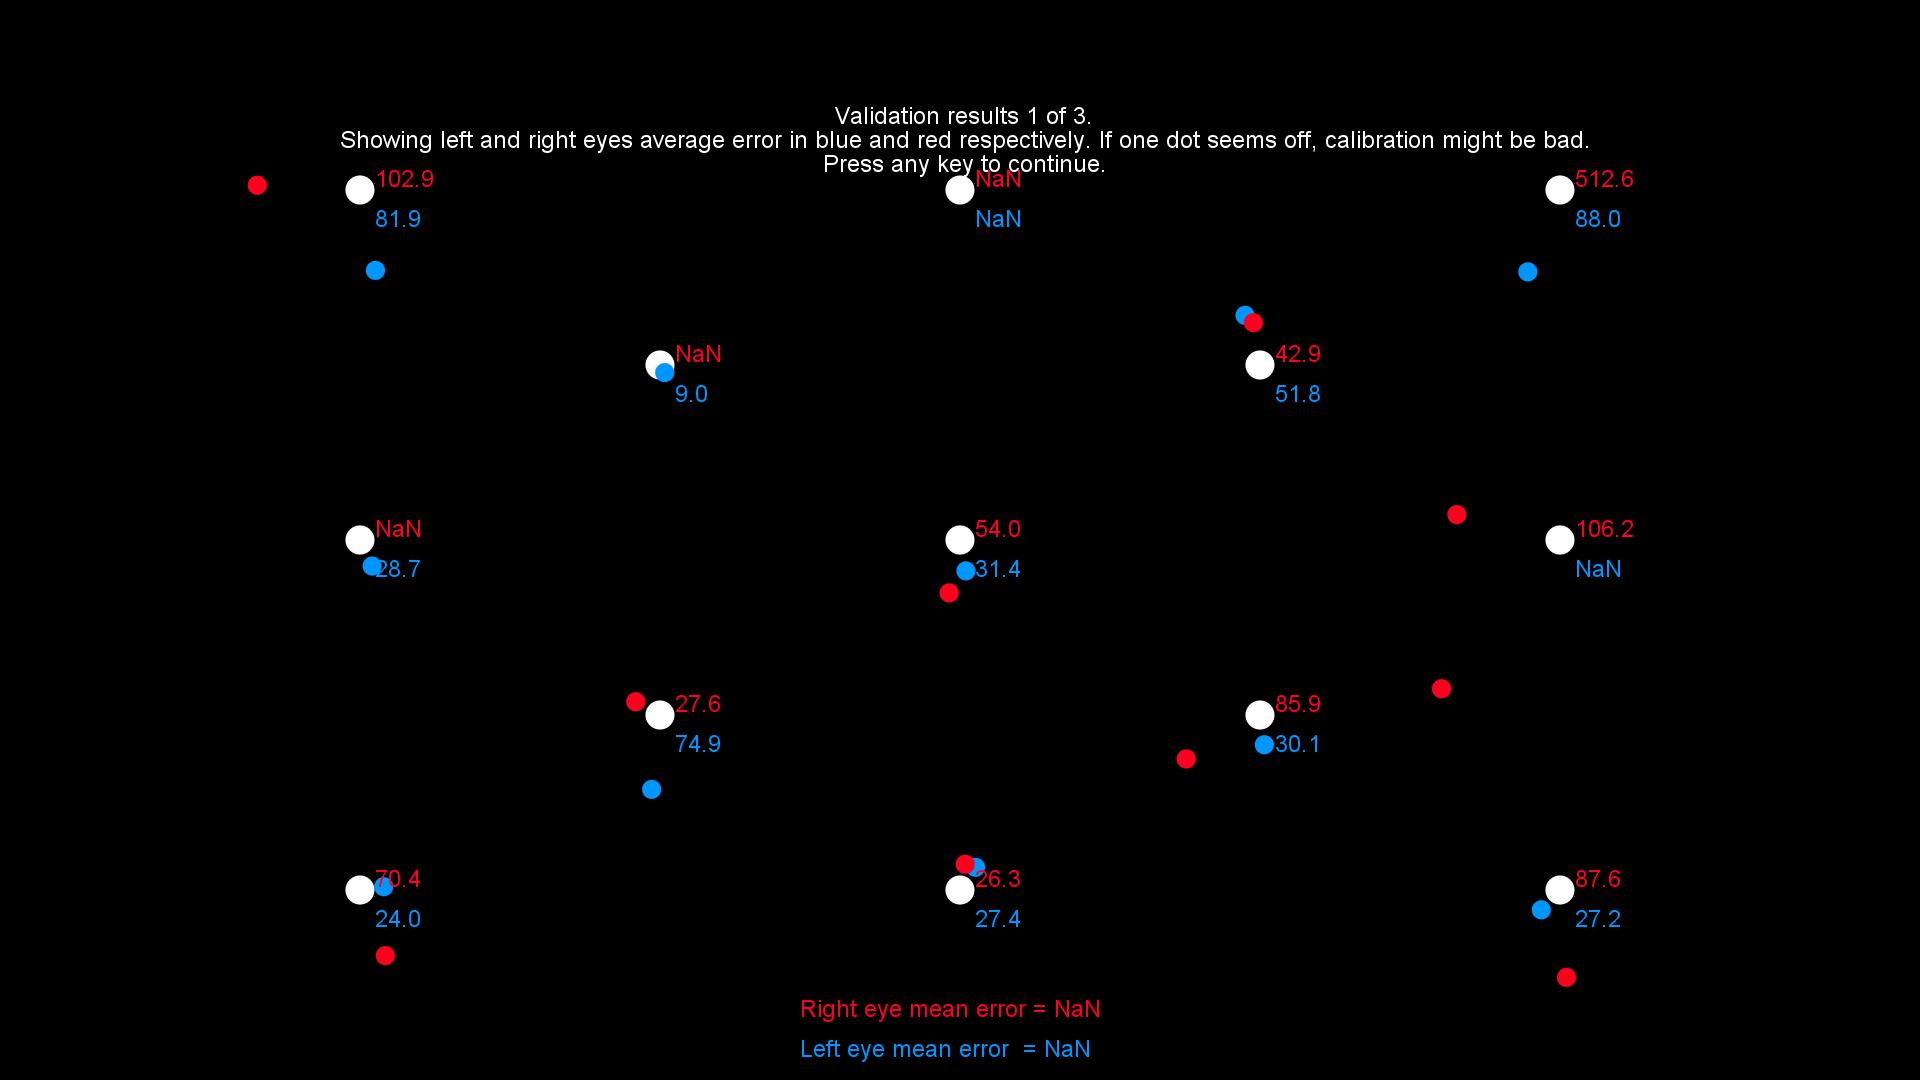 Validation results 1 of 3.
Showing left and right eyes average error in blue and red respectively. If one dot seems off, calibration might be bad.
Press any key to continue.
102.9
NaN
512.6
81.9
NaN
88.0
NaN
42.9
9.0
51.8
NaN
54.0
106.2
28.7
31.4
NaN
27.6
85.9
74.9
30.1
70.4
26.3
87.6
24.0
27.4
27.2
Right eye mean error = NaN
Left eye mean error  = NaN